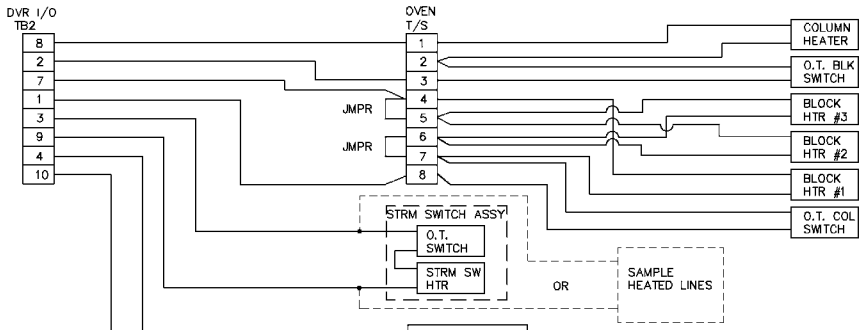 DVR I/O
TB2
8
2
7
1
3
9
4
10
OVEN
T/S
1
2
3
4
5
6
7
8
JMPR
JMPR
COLUMN
HEATER
O.T. BLK
SWITCH
BLOCK
HTR #3
BLOCK
HTR #2
BLOCK
HTR #1
O.T. COL
SWITCH
STRM SWITCH ASSY
O.T.
SWITCH
STRM SW
HTR
OR
SAMPLE
HEATED LINES